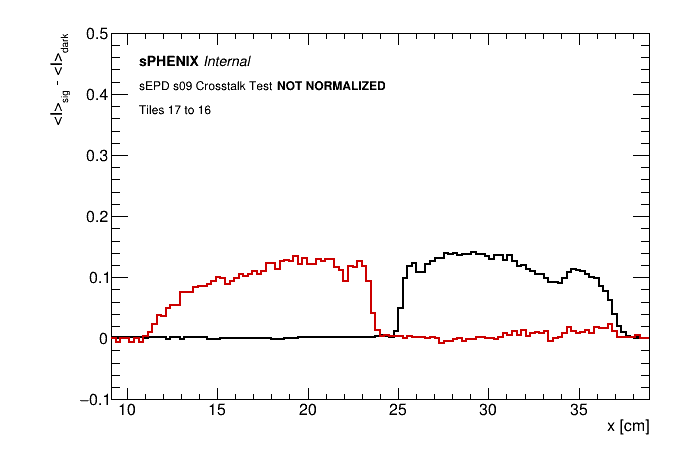 0.5
0.4
0.3
0.2
0.1
0
−0.1
<I>sig - <I>dark
sPHENIX Internal
sEPD s09 Crosstalk Test NOT NORMALIZED
Tiles 17 to 16
10 15 20 25 30 35
x [cm]